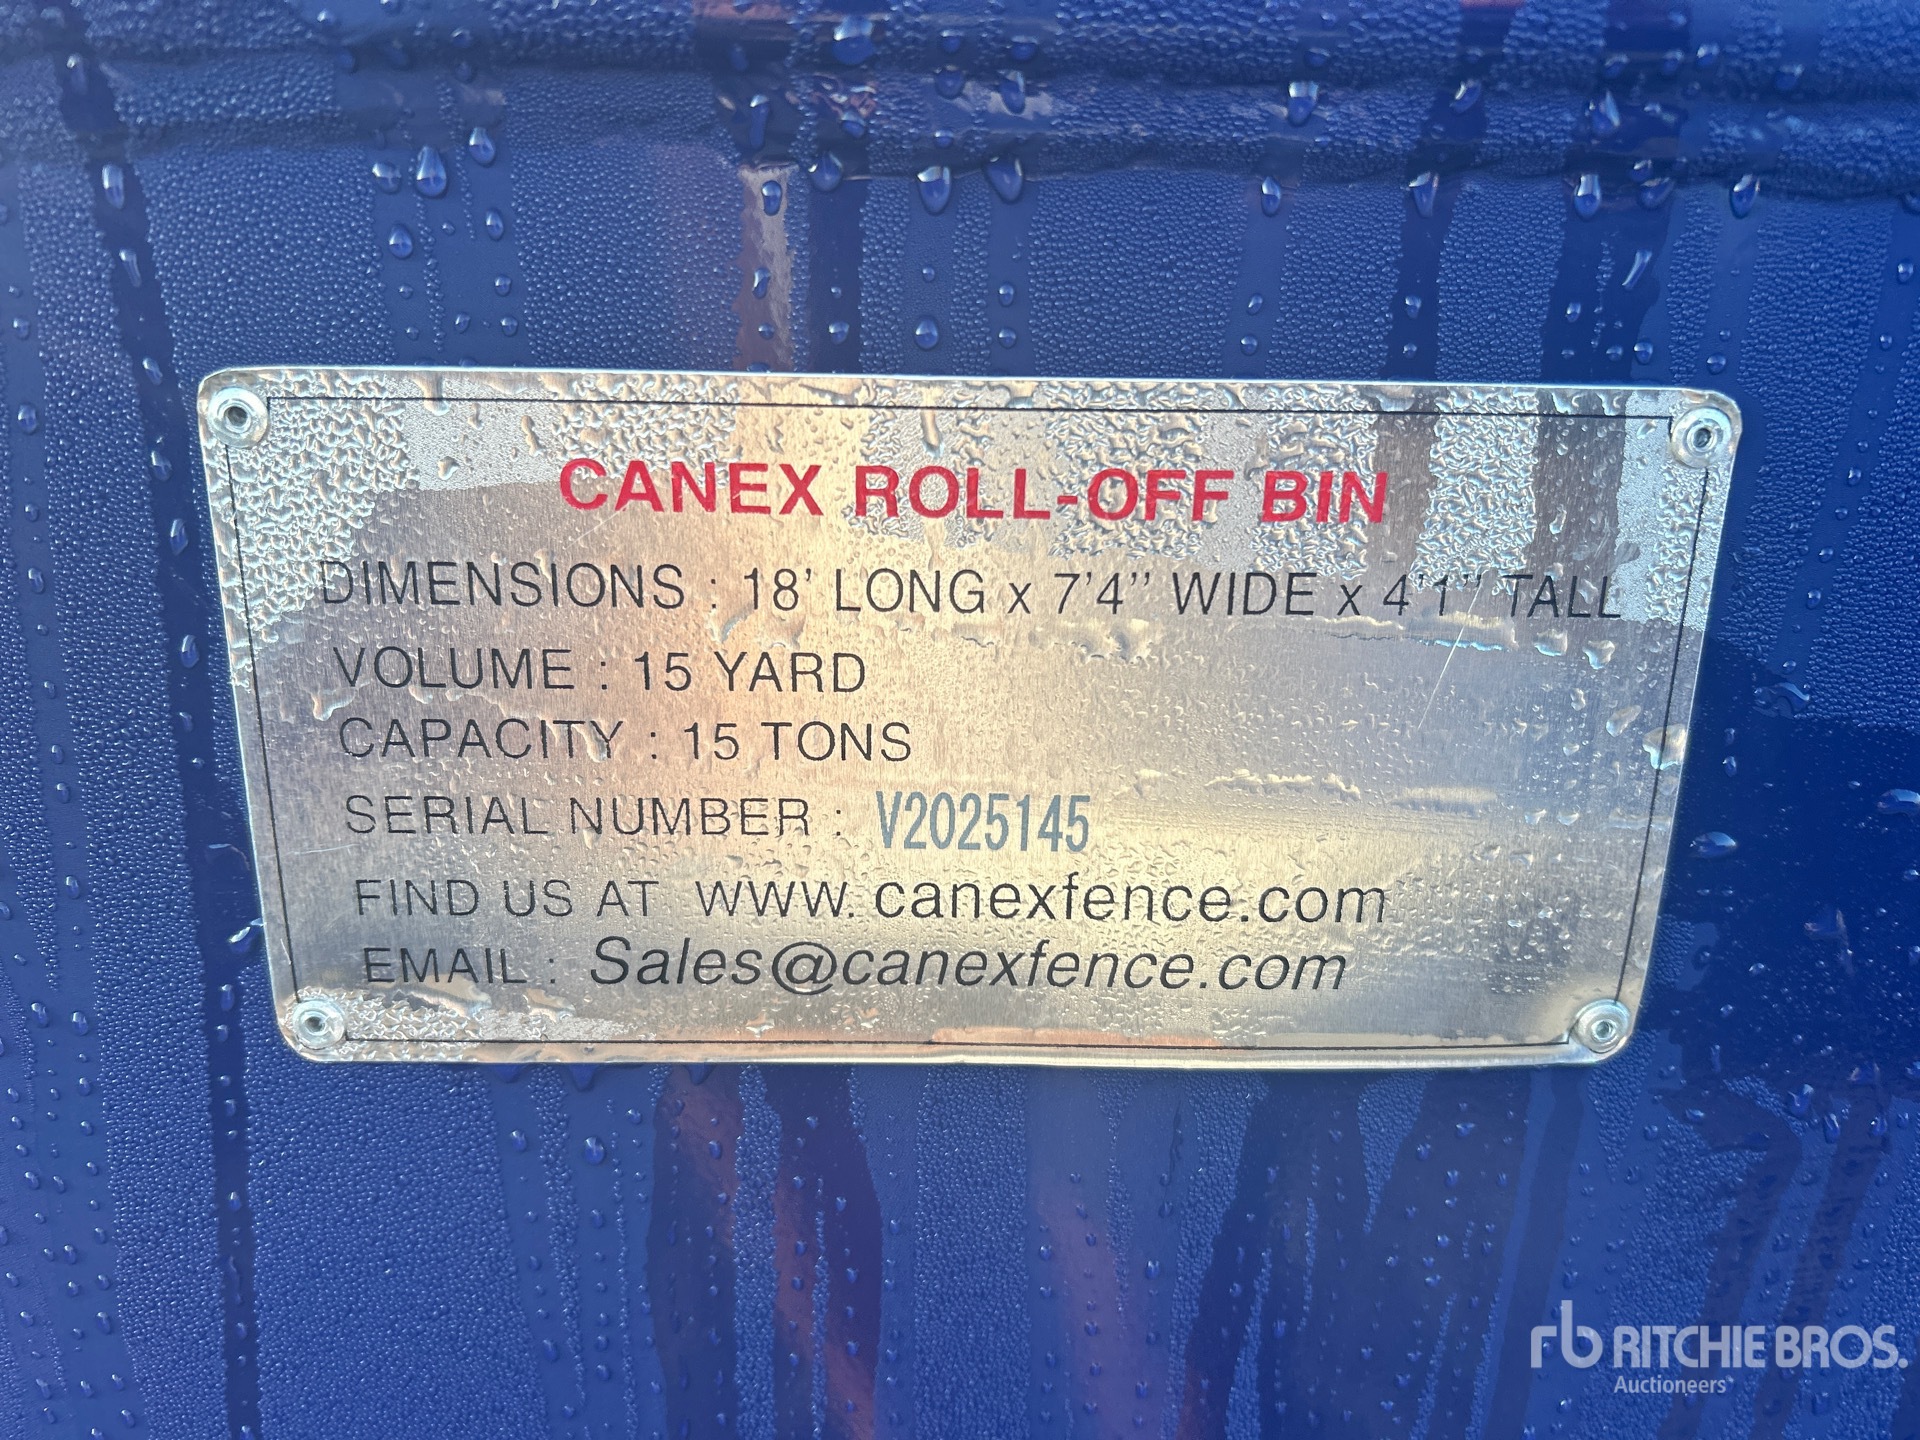 CANEX ROLL-OFF BIN
DIMENSIONS : 18' LONG x 7'4'' WIDE x 4'1'' TALL
VOLUME : 15 YARD
CAPACITY : 15 TONS
SERIAL NUMBER : V2025145
FIND US AT www. canexfence.com
EMAIL : Sales@canexfence.com
rb RITCHIE BROS.
Auctioneers